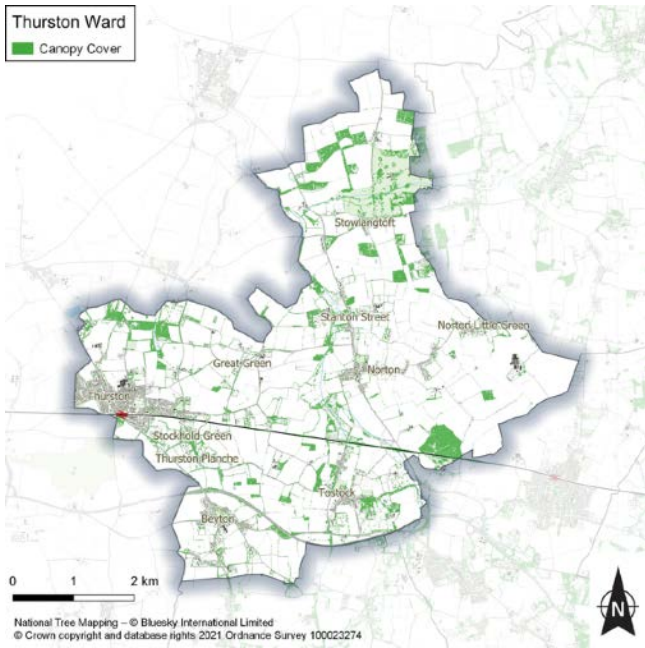 Thurston Ward
Canopy Cover
Stowlangtoft
Stanton Street
Norton Little Green
Great Green
Norton
Thurston
Stockhold Green
Thurston Planche
Tostock
Beyton
0 1 2 km
N
National Tree Mapping – © Bluesky International Limited
© Crown copyright and database rights 2021 Ordnance Survey 100023274